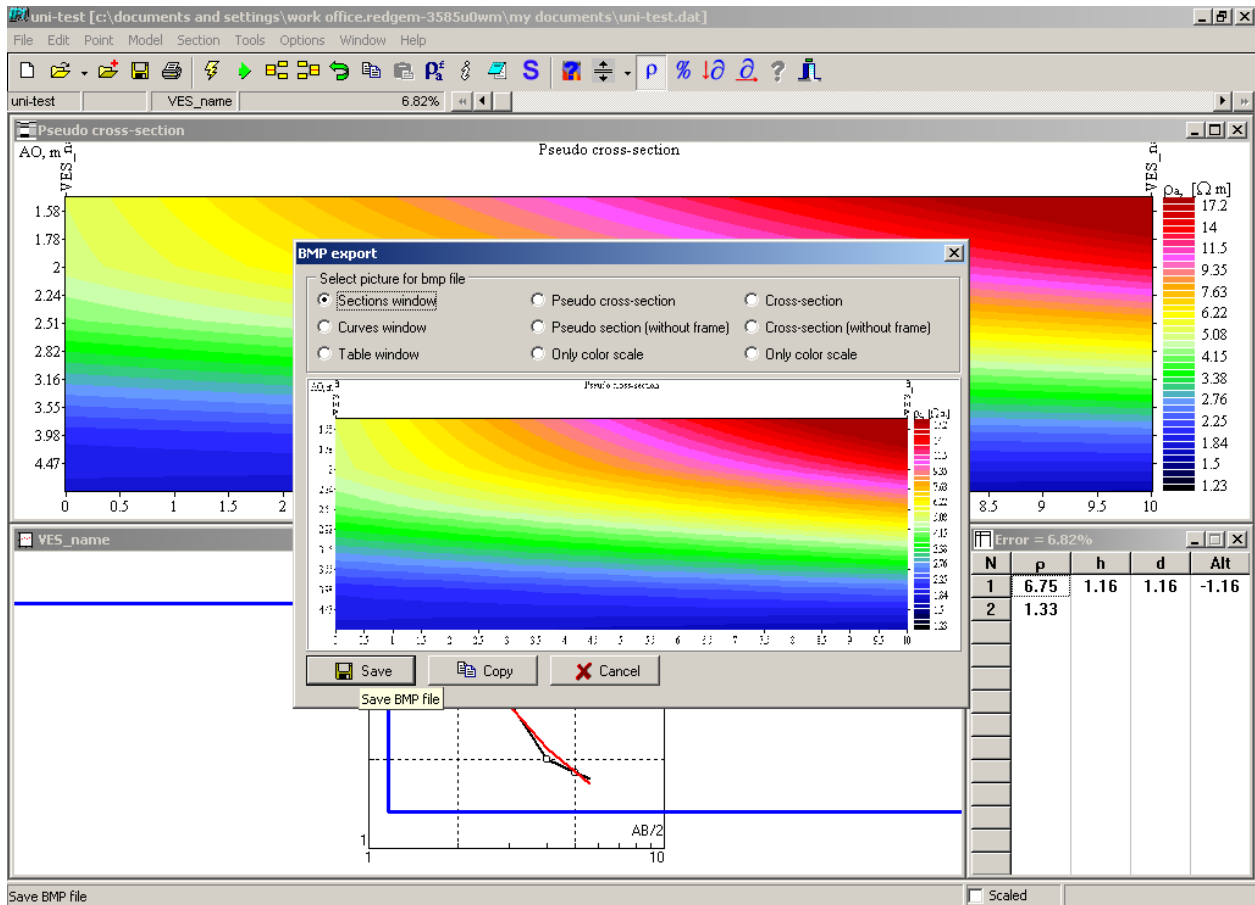 uni-test [c:\documents and settings\work office.redgem-3585u0wm\my documents\uni-test.dat]
File Edit Point Model Section Tools Options Window Help
S ρ % ?
uni-test VES_name 6.82%
Pseudo cross-section
AO, m Pseudo cross-section
VES_ VES_
ρa, [Ω m]
1.58
1.78
2
2.24
2.51
2.82
3.16
3.55
3.98
4.47
0 0.5 1 1.5 2 8.5 9 9.5 10
17.2
14
11.5
9.35
7.63
6.22
5.08
4.15
3.38
2.76
2.25
1.84
1.5
1.23
BMP export
Select picture for bmp file
Sections window Pseudo cross-section Cross-section
Curves window Pseudo section (without frame) Cross-section (without frame)
Table window Only color scale Only color scale
Pseudo cross-section
Save Copy Cancel
Save BMP file
VES_name
1
AB/2
1 10
Error = 6.82%
N ρ h d Alt
1 6.75 1.16 1.16 -1.16
2 1.33
Save BMP file Scaled